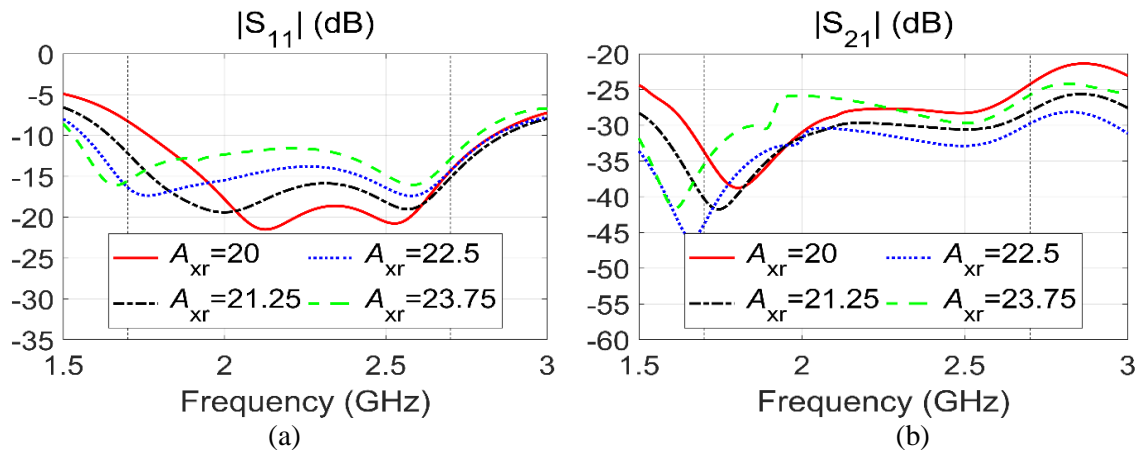 |S11| (dB)
0
-5
-10
-15
-20
-25
-30
-35
Axr=20
Axr=22.5
Axr=21.25
Axr=23.75
1.5
2
2.5
3
Frequency (GHz)
(a)
|S21| (dB)
-20
-25
-30
-35
-40
-45
-50
-55
-60
Axr=20
Axr=22.5
Axr=21.25
Axr=23.75
1.5
2
2.5
3
Frequency (GHz)
(b)